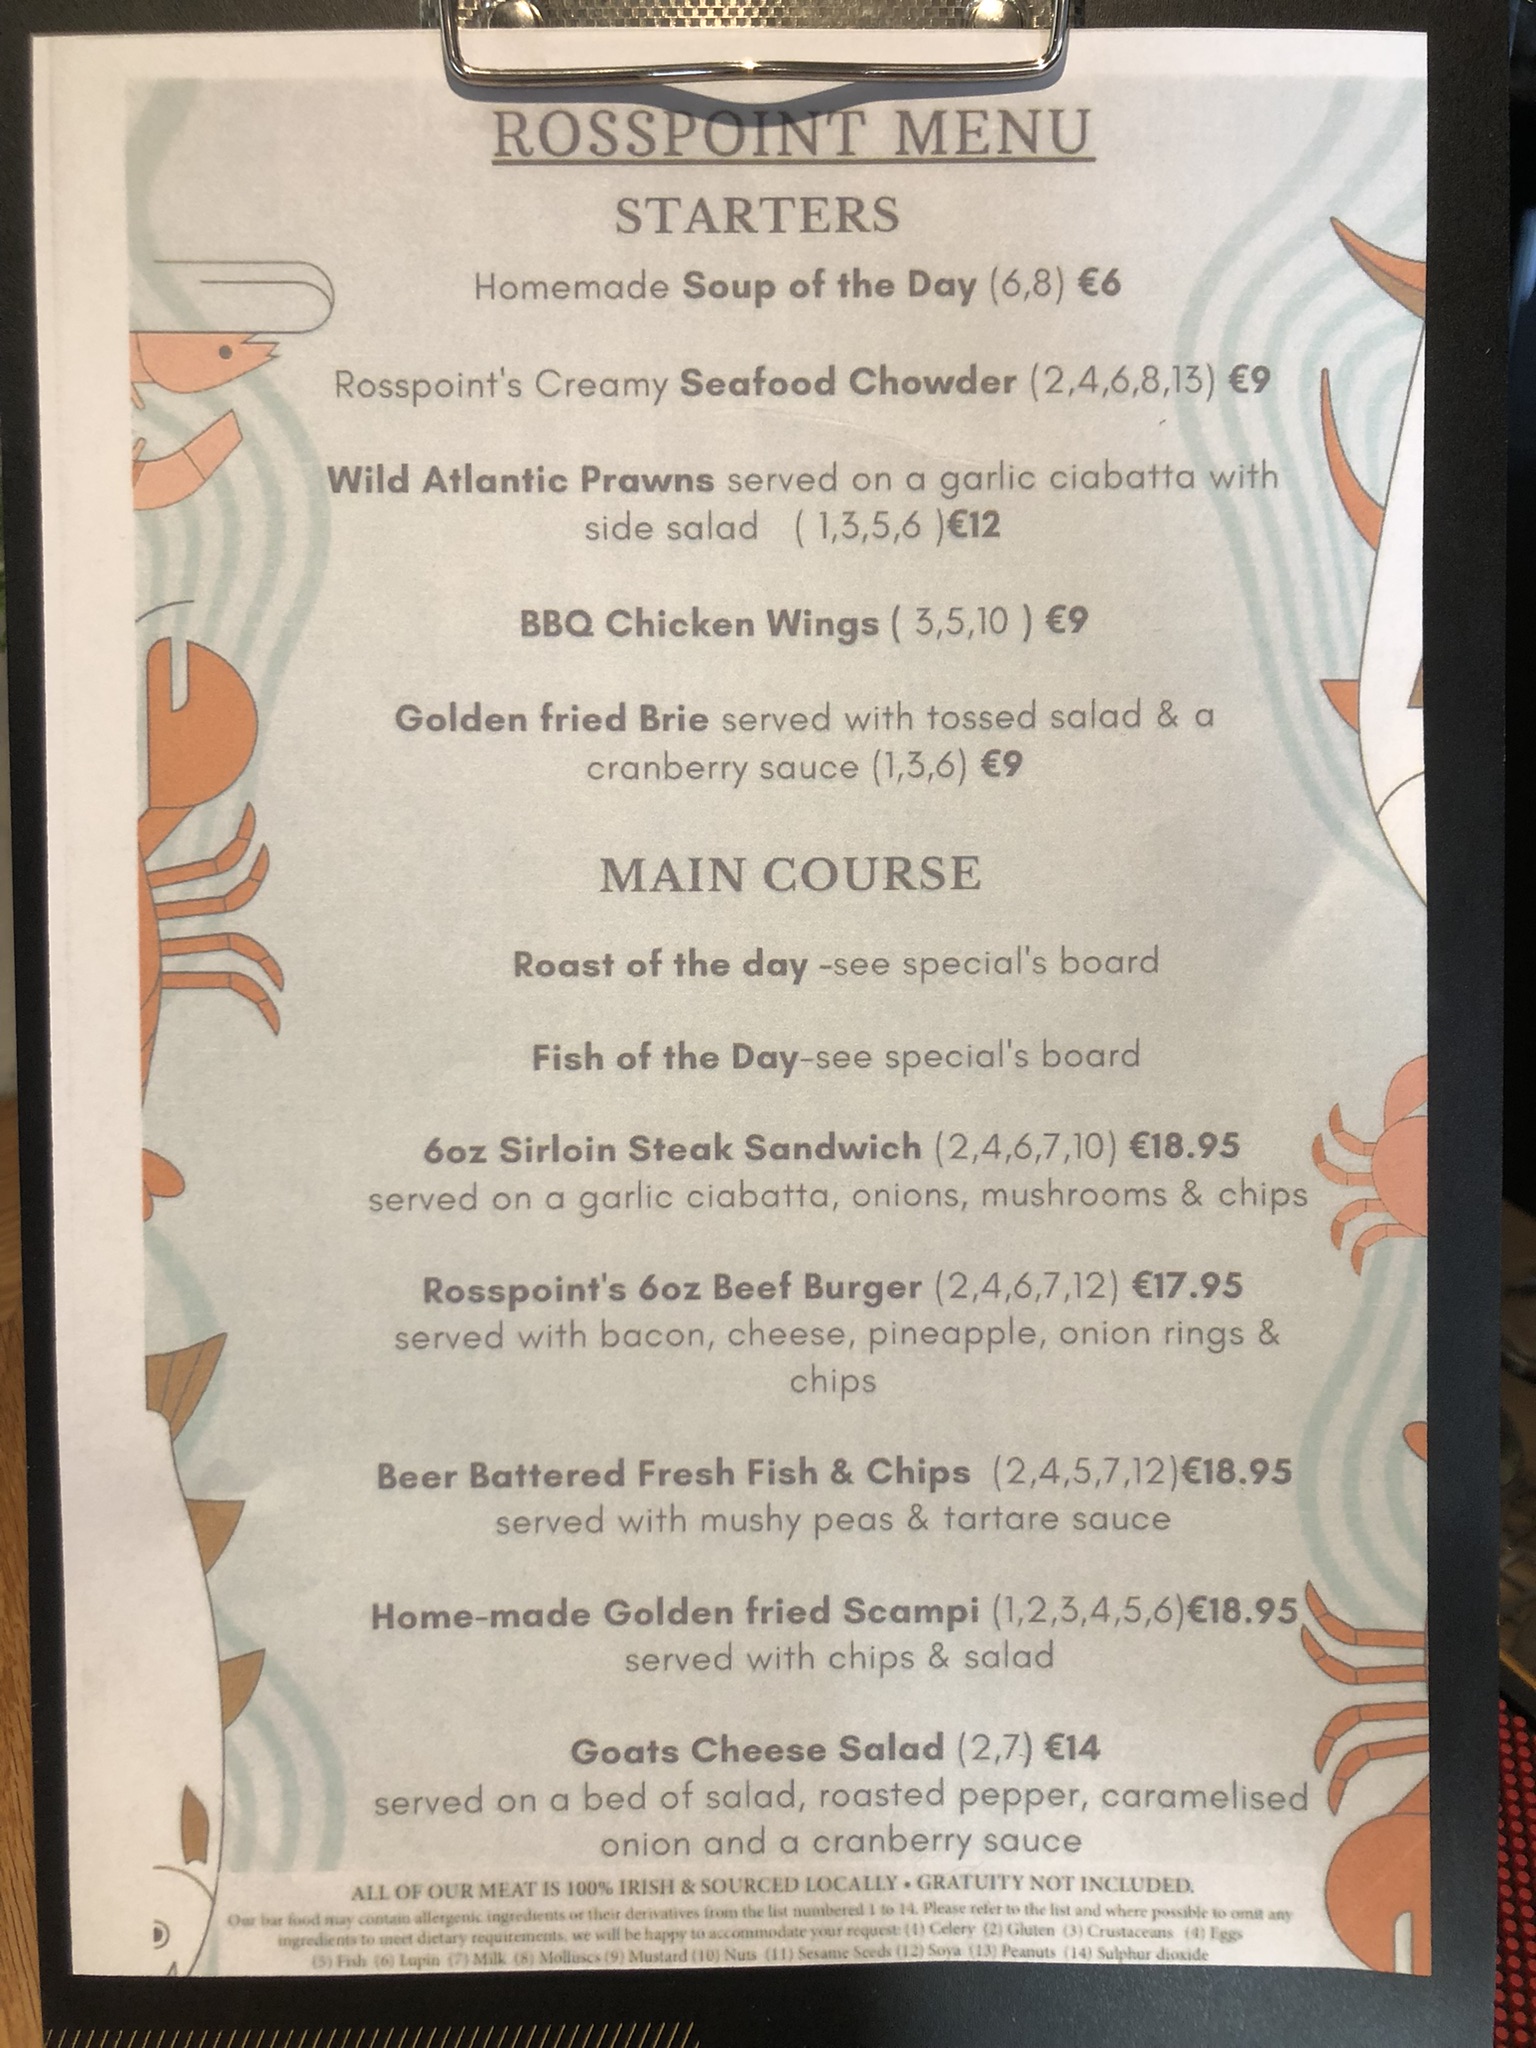 ROSSPOINT MENU
STARTERS
Homemade Soup of the Day (6,8) €6
Rosspoint's Creamy Seafood Chowder (2,4,6,8,13) €9
Wild Atlantic Prawns served on a garlic ciabatta with
side salad ( 1,3,5,6 )€12
BBQ Chicken Wings ( 3,5,10 ) €9
Golden fried Brie served with tossed salad & a
cranberry sauce (1,3,6) €9
MAIN COURSE
Roast of the day -see special's board
Fish of the Day-see special's board
6oz Sirloin Steak Sandwich (2,4,6,7,10) €18.95
served on a garlic ciabatta, onions, mushrooms & chips
Rosspoint's 6oz Beef Burger (2,4,6,7,12) €17.95
served with bacon, cheese, pineapple, onion rings &
chips
Beer Battered Fresh Fish & Chips (2,4,5,7,12)€18.95
served with mushy peas & tartare sauce
Home-made Golden fried Scampi (1,2,3,4,5,6)€18.95
served with chips & salad
Goats Cheese Salad (2,7) €14
served on a bed of salad, roasted pepper, caramelised
onion and a cranberry sauce
ALL OF OUR MEAT IS 100% IRISH & SOURCED LOCALLY • GRATUITY NOT INCLUDED.
Our bar food may contain allergenic ingredients or their derivatives from the list numbered 1 to 14. Please refer to the list and where possible to omit any
ingredients to meet dietary requirements, we will be happy to accommodate your request: (1) Celery (2) Gluten (3) Crustaceans (4) Eggs
(5) Fish (6) Lupin (7) Milk (8) Molluscs (9) Mustard (10) Nuts (11) Sesame Seeds (12) Soya (13) Peanuts (14) Sulphur dioxide